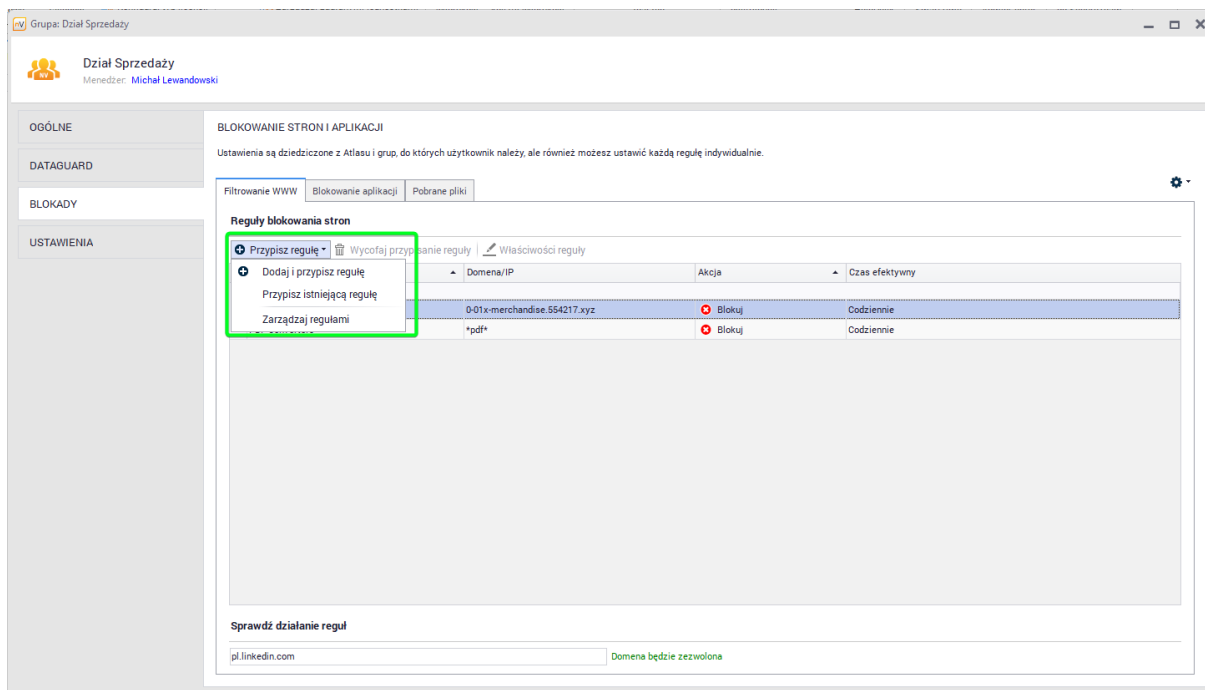 Grupa: Dział Sprzedaży
Dział Sprzedaży
Menedżer: Michał Lewandowski
OGÓLNE
DATAGUARD
BLOKADY
USTAWIENIA
BLOKOWANIE STRON I APLIKACJI
Ustawienia są dziedziczone z Atlasu i grup, do których użytkownik należy, ale również możesz ustawić każdą regułę indywidualnie.
Filtrowanie WWW Blokowanie aplikacji Pobrane pliki
Reguły blokowania stron
Przypisz regułę Wycofaj przypisanie reguły Właściwości reguły
Dodaj i przypisz regułę
Przypisz istniejącą regułę
Zarządzaj regułami
Domena/IP Akcja Czas efektywny
0-01x-merchandise.554217.xyz Blokuj Codziennie
*pdf* Blokuj Codziennie
Sprawdź działanie reguł
pl.linkedin.com Domena będzie zezwolona